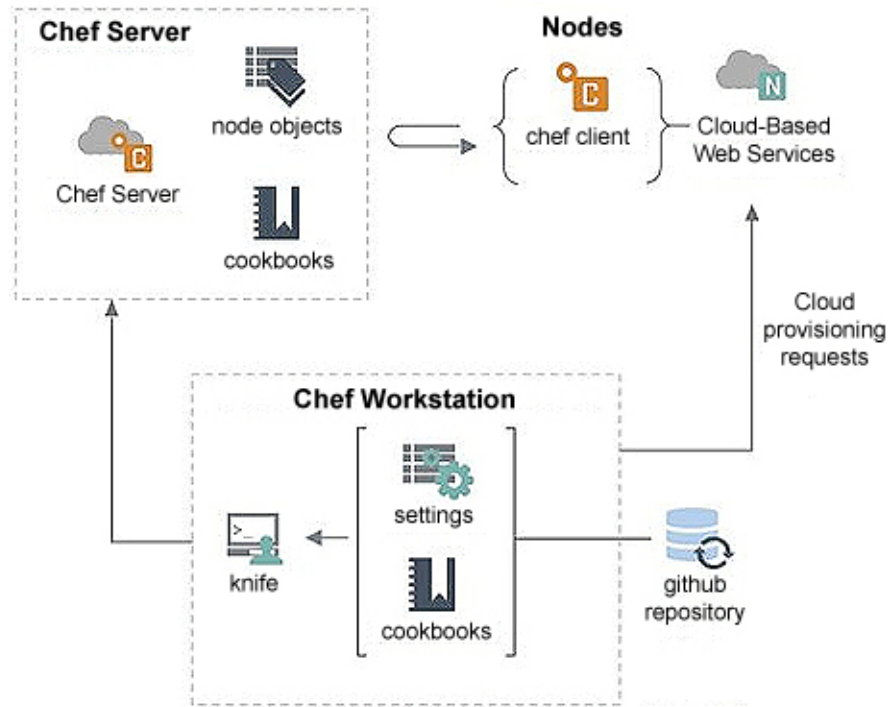 Chef Server
node objects
Chef Server
cookbooks
Nodes
chef client
Cloud-Based
Web Services
Cloud
provisioning
requests
Chef Workstation
settings
>_
knife
cookbooks
github
repository
C
C
N